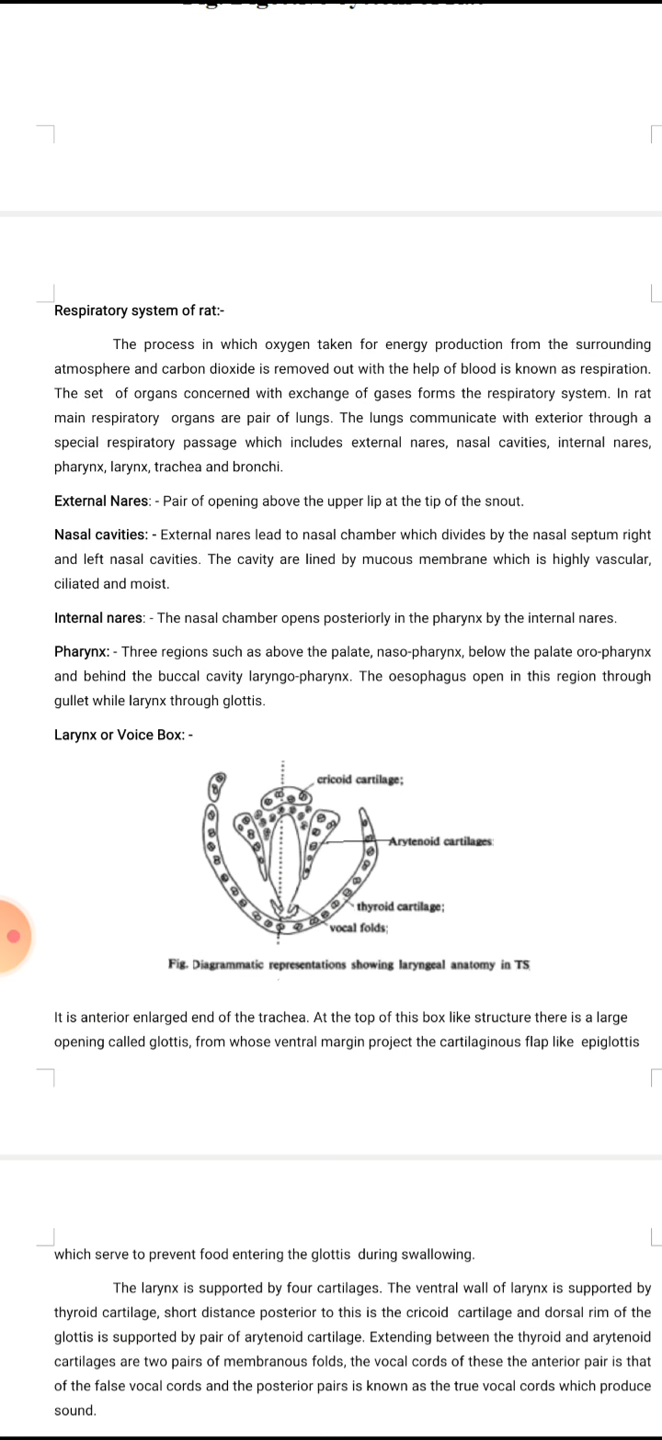 Respiratory system of rat:-
The process in which oxygen taken for energy production from the surrounding
atmosphere and carbon dioxide is removed out with the help of blood is known as respiration.
The set of organs concerned with exchange of gases forms the respiratory system. In rat
main respiratory organs are pair of lungs. The lungs communicate with exterior through a
special respiratory passage which includes external nares, nasal cavities, internal nares,
pharynx, larynx, trachea and bronchi.
External Nares: - Pair of opening above the upper lip at the tip of the snout.
Nasal cavities: - External nares lead to nasal chamber which divides by the nasal septum right
and left nasal cavities. The cavity are lined by mucous membrane which is highly vascular,
ciliated and moist.
Internal nares: - The nasal chamber opens posteriorly in the pharynx by the internal nares.
Pharynx: - Three regions such as above the palate, naso-pharynx, below the palate oro-pharynx
and behind the buccal cavity laryngo-pharynx. The oesophagus open in this region through
gullet while larynx through glottis.
Larynx or Voice Box: -
cricoid cartilage;
Arytenoid cartilages
thyroid cartilage;
vocal folds;
Fig. Diagrammatic representations showing laryngeal anatomy in TS
It is anterior enlarged end of the trachea. At the top of this box like structure there is a large
opening called glottis, from whose ventral margin project the cartilaginous flap like epiglottis
which serve to prevent food entering the glottis during swallowing.
The larynx is supported by four cartilages. The ventral wall of larynx is supported by
thyroid cartilage, short distance posterior to this is the cricoid cartilage and dorsal rim of the
glottis is supported by pair of arytenoid cartilage. Extending between the thyroid and arytenoid
cartilages are two pairs of membranous folds, the vocal cords of these the anterior pair is that
of the false vocal cords and the posterior pairs is known as the true vocal cords which produce
sound.